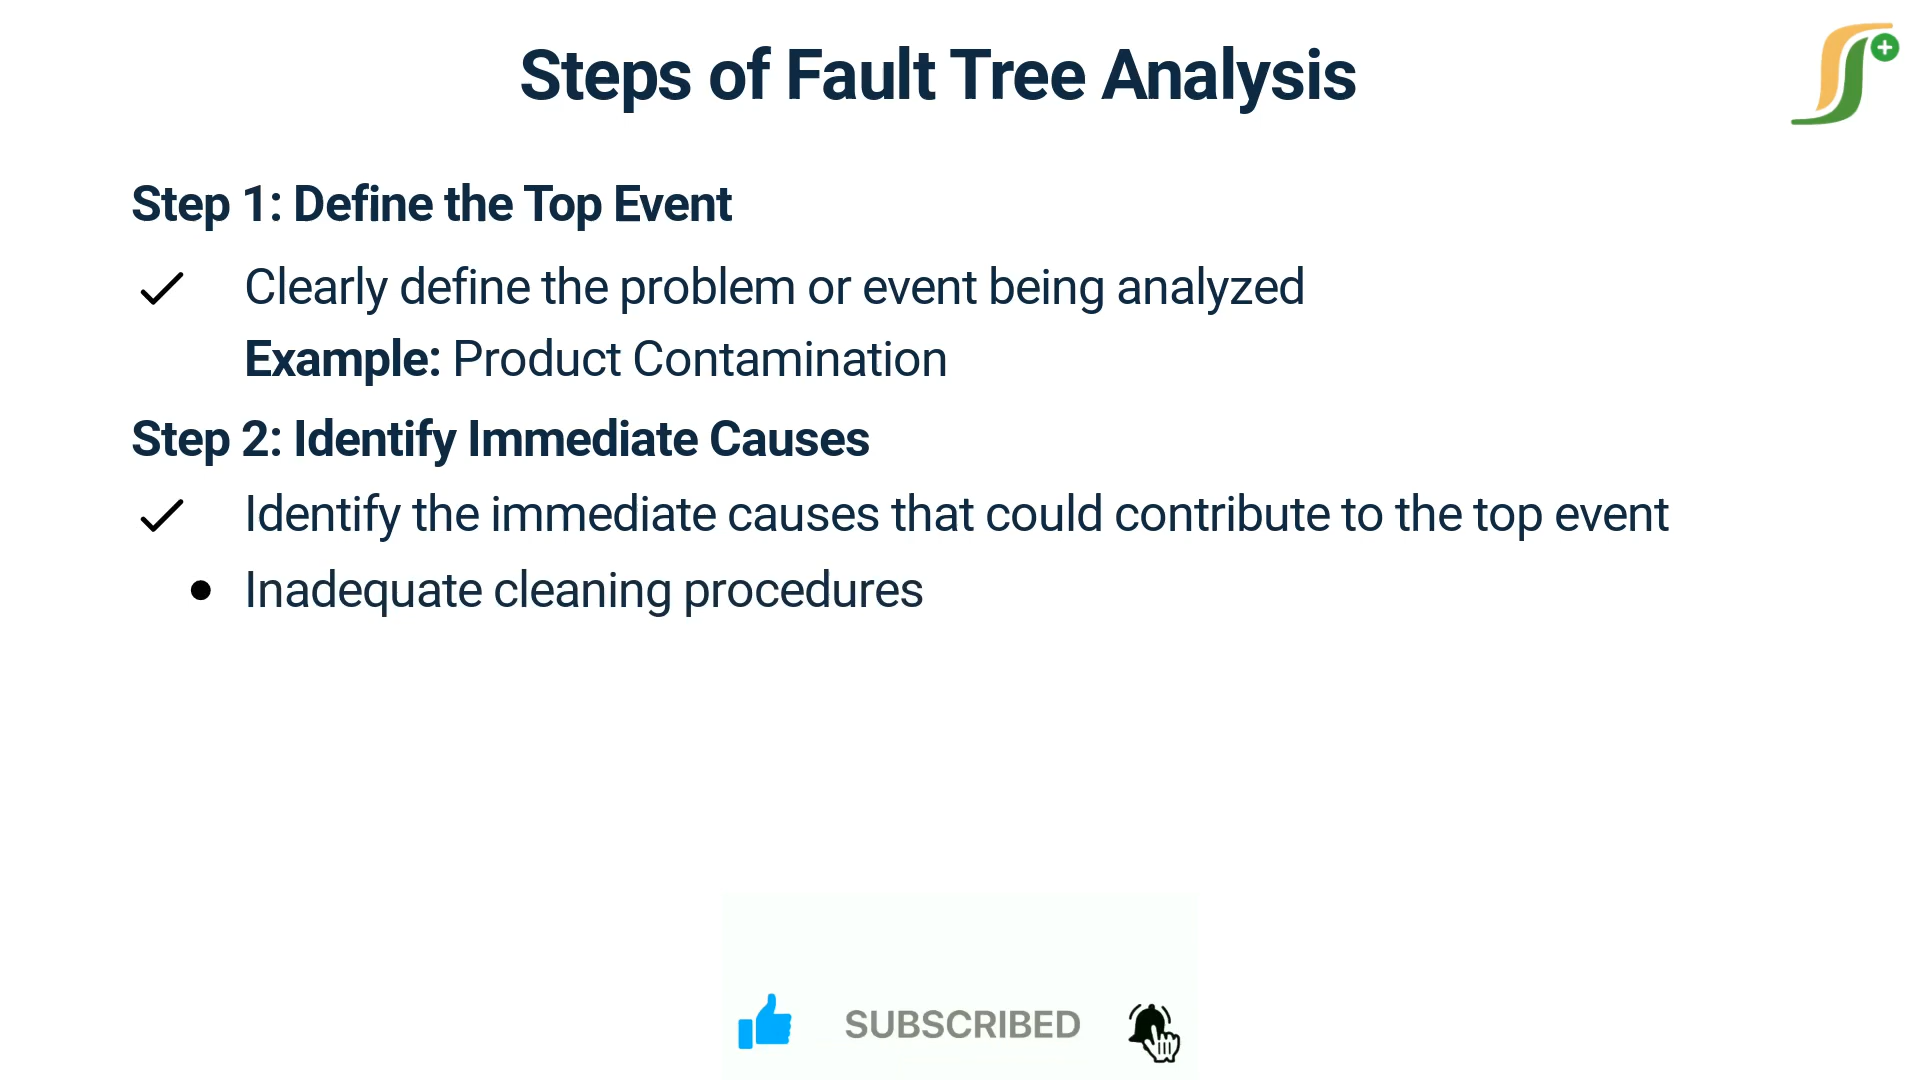 Steps of Fault Tree Analysis
Step 1: Define the Top Event
Clearly define the problem or event being analyzed
Example: Product Contamination
Step 2: Identify Immediate Causes
Identify the immediate causes that could contribute to the top event
Inadequate cleaning procedures
SUBSCRIBED